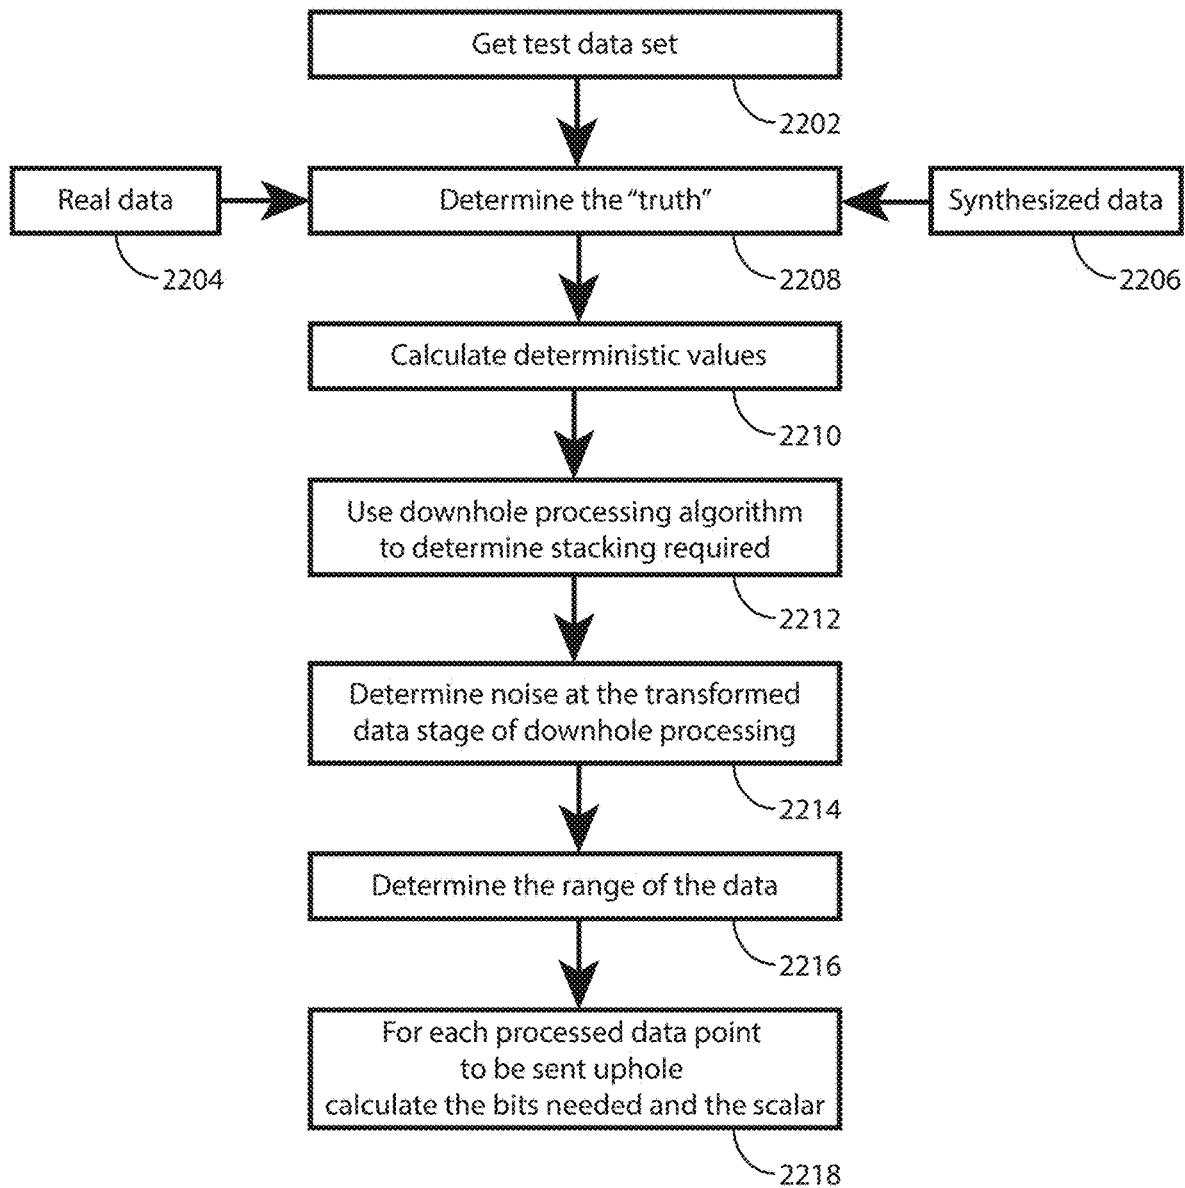 Get test data set
2202
Real data
Determine the “truth”
Synthesized data
2204
2208
2206
Calculate deterministic values
2210
Use downhole processing algorithm
to determine stacking required
2212
Determine noise at the transformed
data stage of downhole processing
2214
Determine the range of the data
2216
For each processed data point
to be sent uphole
calculate the bits needed and the scalar
2218